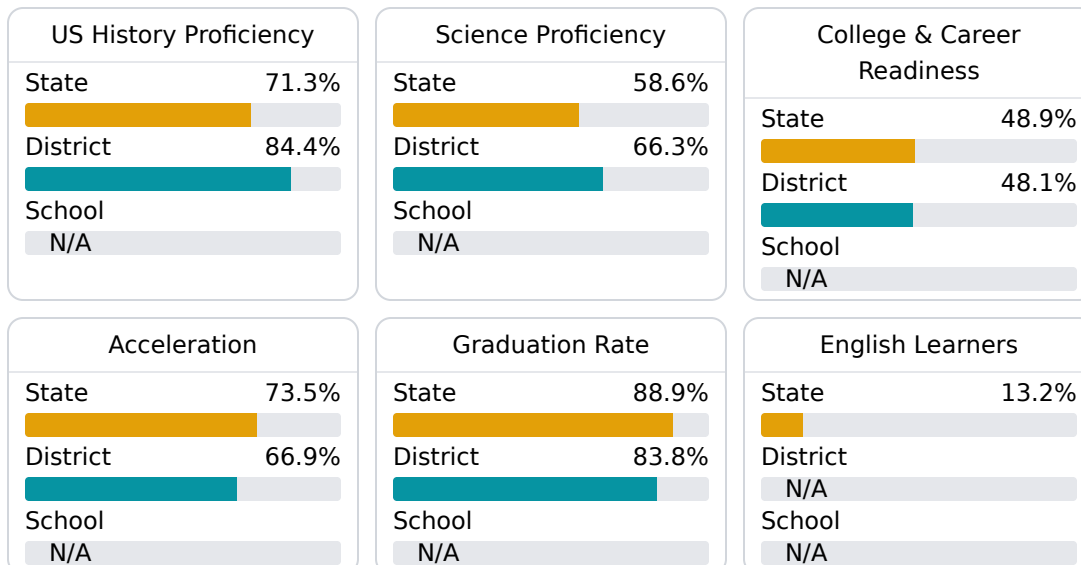 US History Proficiency
State 71.3%
District 84.4%
School
N/A
Science Proficiency
State 58.6%
District 66.3%
School
N/A
College & Career
Readiness
State 48.9%
District 48.1%
School
N/A
Acceleration
State 73.5%
District 66.9%
School
N/A
Graduation Rate
State 88.9%
District 83.8%
School
N/A
English Learners
State 13.2%
District
N/A
School
N/A